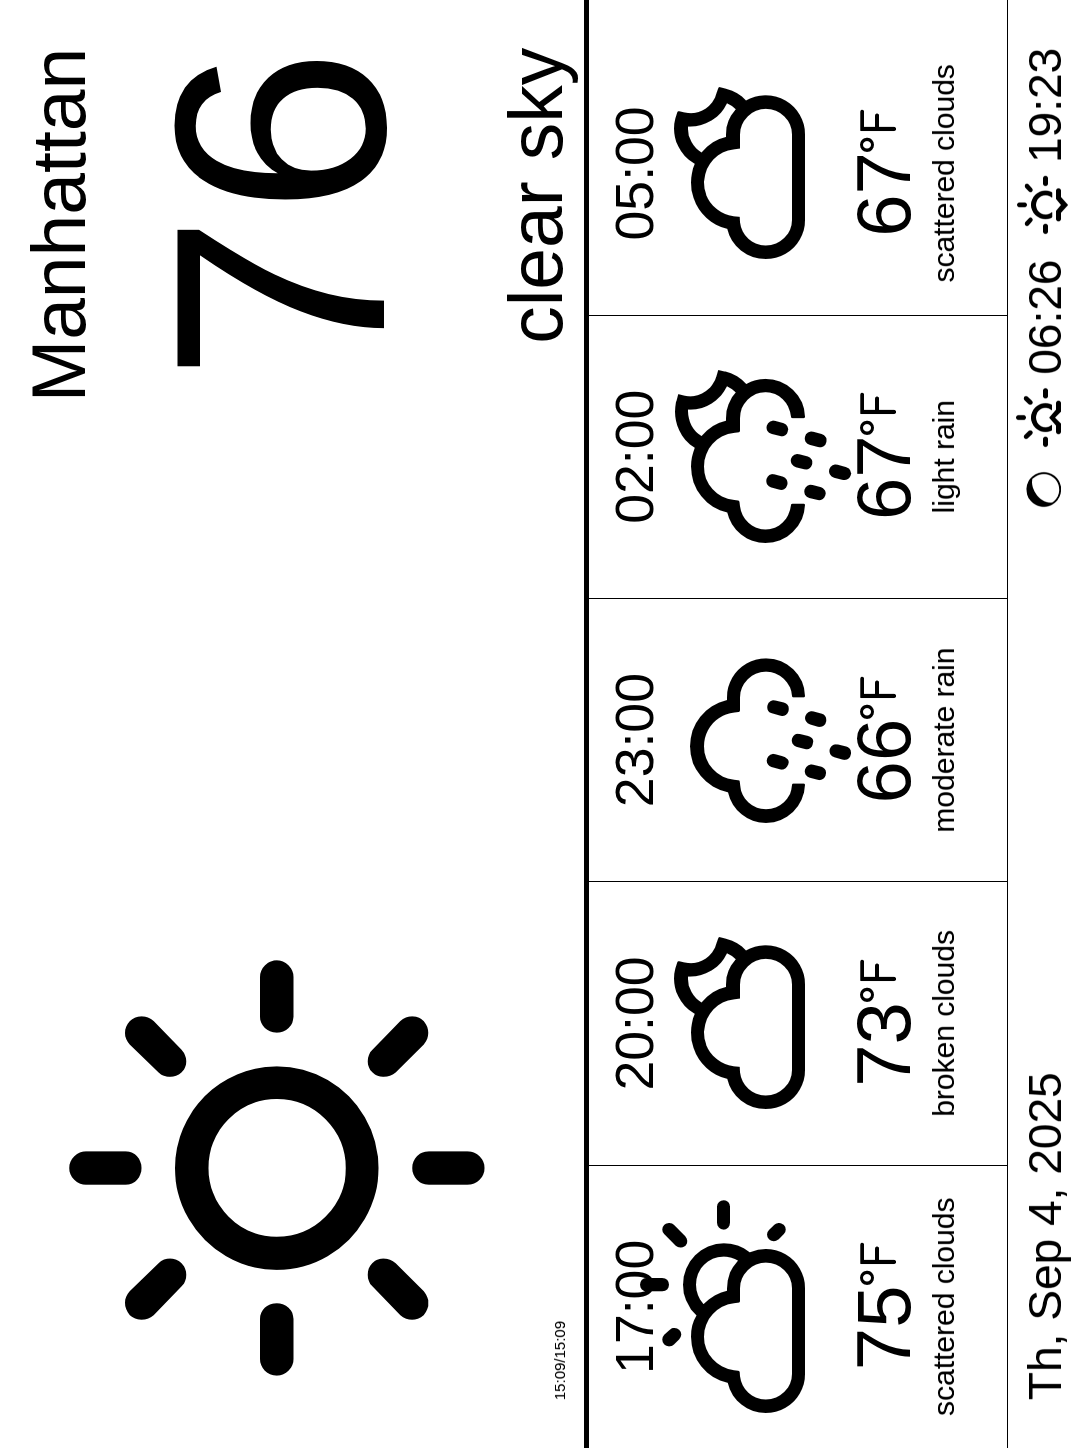 Manhattan
76
clear sky
15:09/15:09
17:00 20:00 23:00 02:00 05:00
75°F 73°F 66°F 67°F 67°F
scattered clouds broken clouds moderate rain light rain scattered clouds
Th, Sep 4, 2025 06:26 19:23